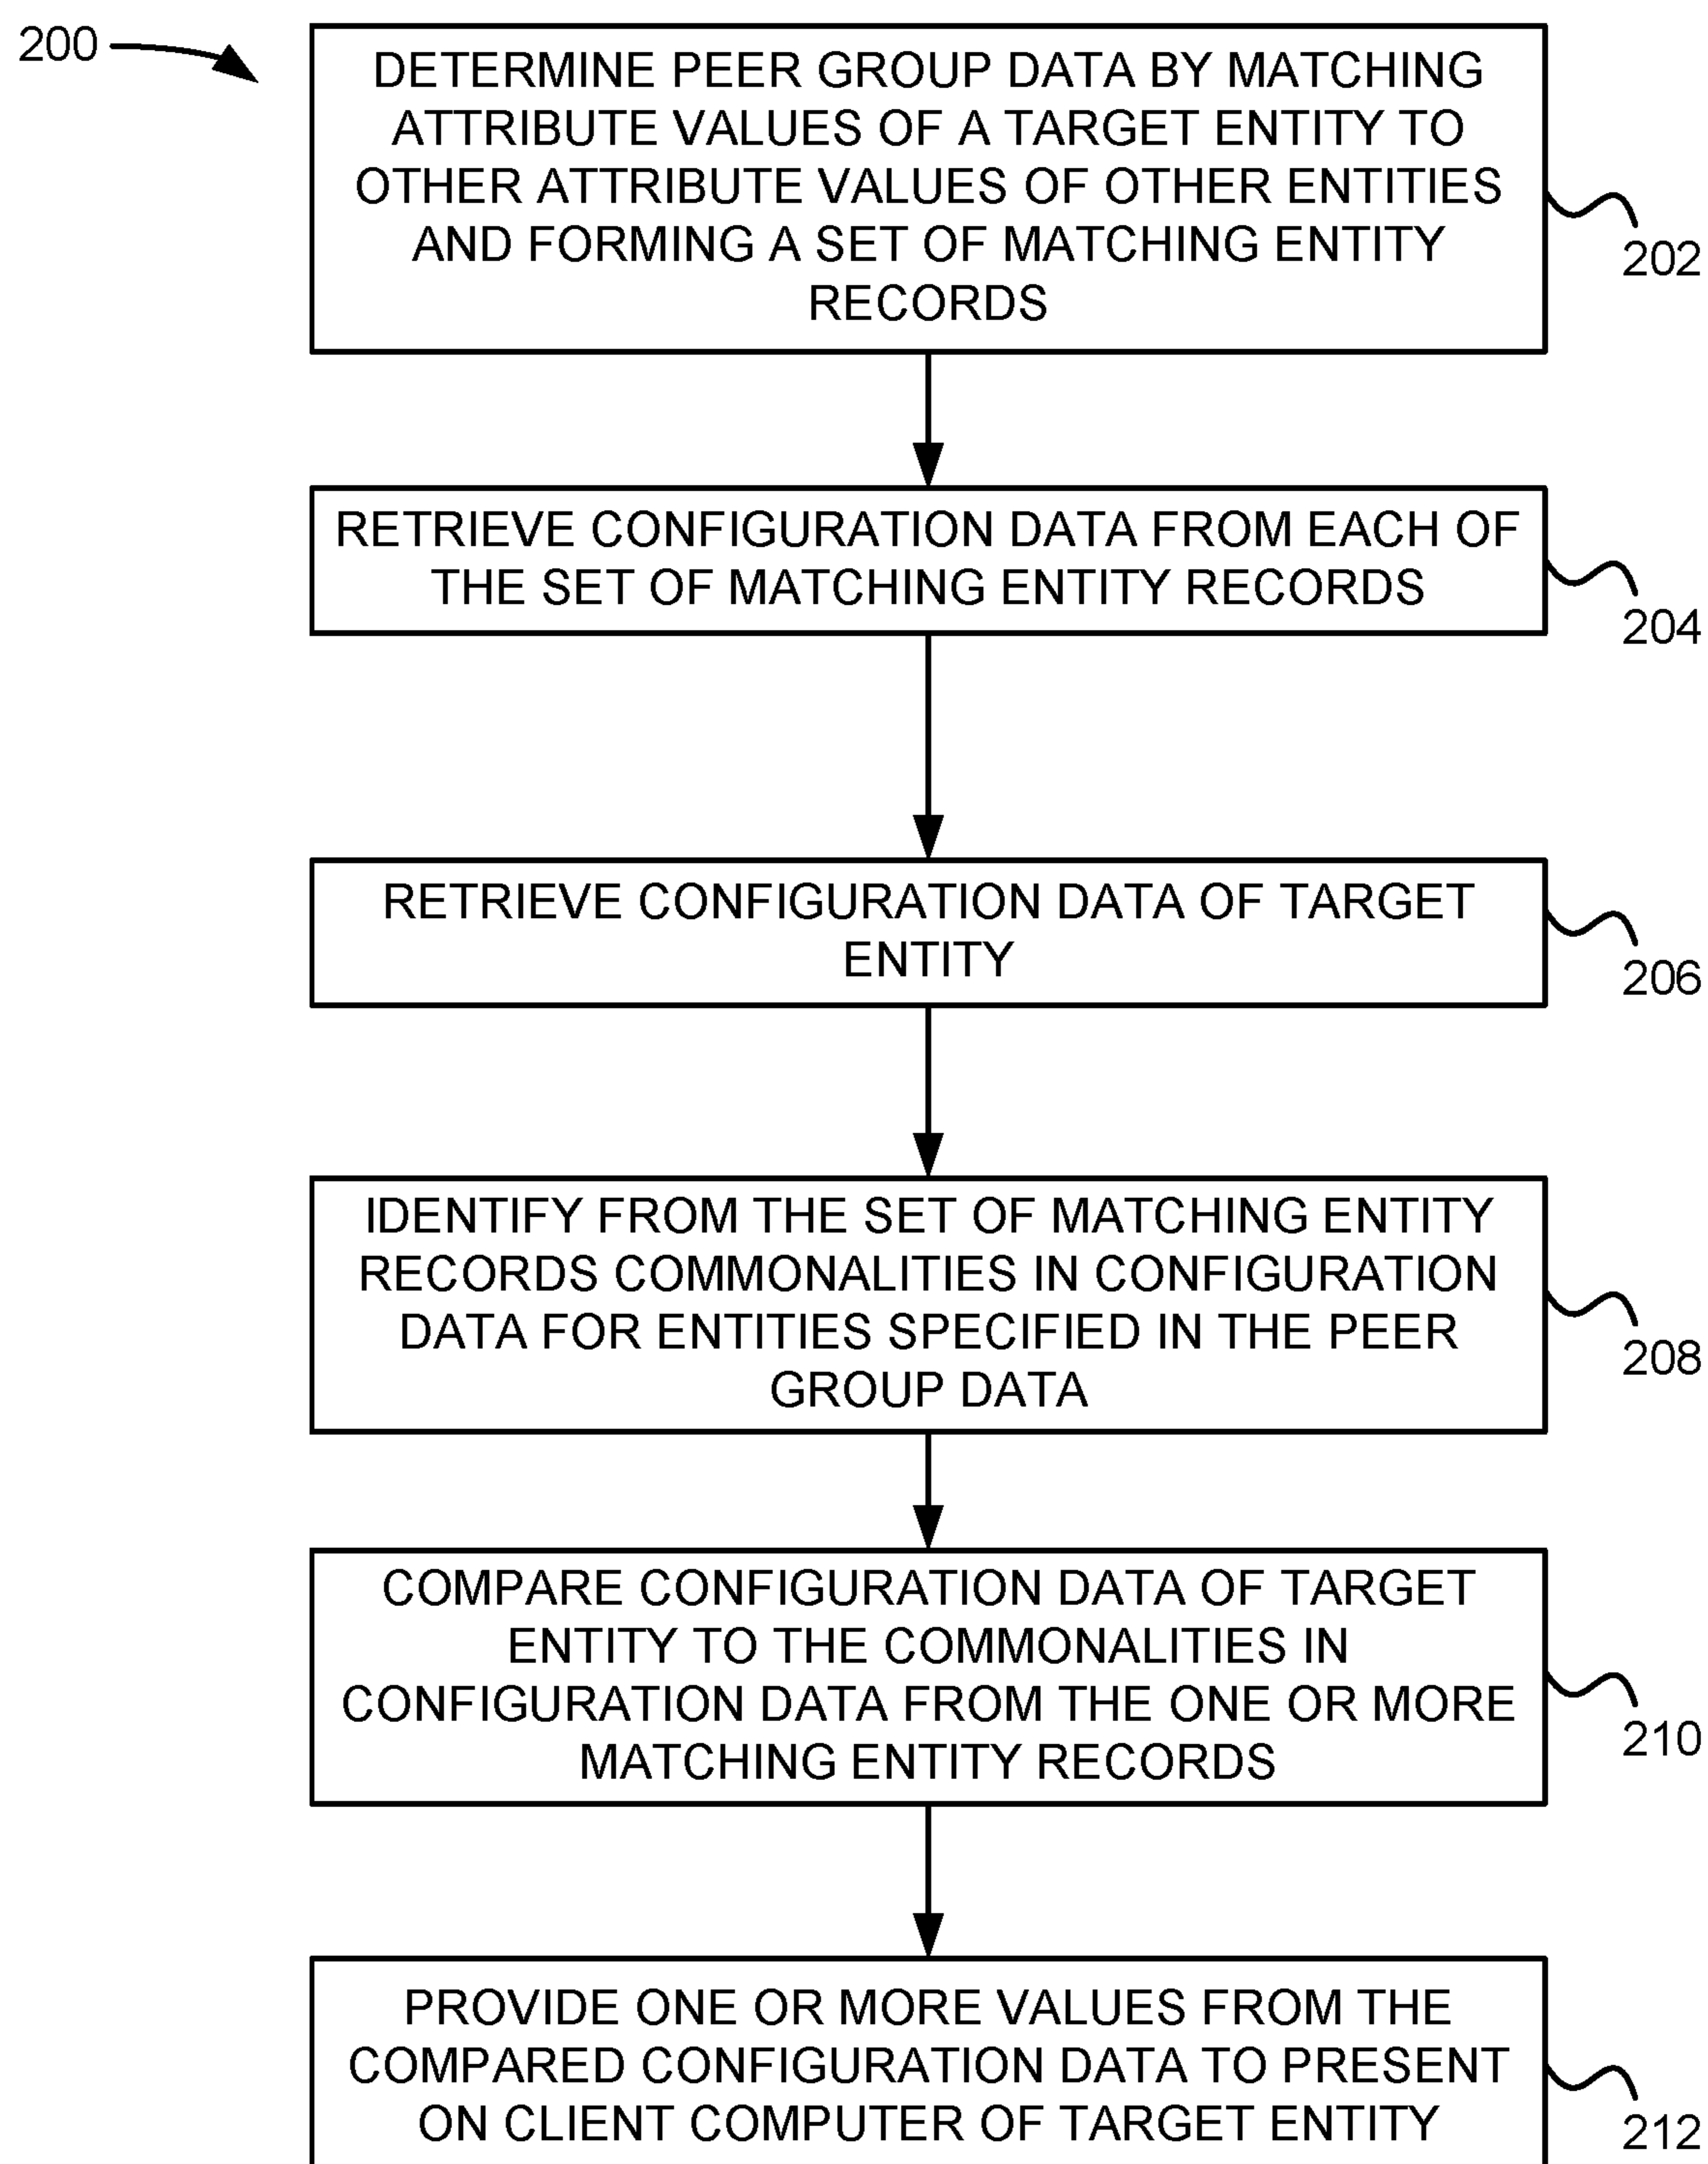 200
DETERMINE PEER GROUP DATA BY MATCHING
ATTRIBUTE VALUES OF A TARGET ENTITY TO
OTHER ATTRIBUTE VALUES OF OTHER ENTITIES
AND FORMING A SET OF MATCHING ENTITY
RECORDS
202
RETRIEVE CONFIGURATION DATA FROM EACH OF
THE SET OF MATCHING ENTITY RECORDS
204
RETRIEVE CONFIGURATION DATA OF TARGET
ENTITY
206
IDENTIFY FROM THE SET OF MATCHING ENTITY
RECORDS COMMONALITIES IN CONFIGURATION
DATA FOR ENTITIES SPECIFIED IN THE PEER
GROUP DATA
208
COMPARE CONFIGURATION DATA OF TARGET
ENTITY TO THE COMMONALITIES IN
CONFIGURATION DATA FROM THE ONE OR MORE
MATCHING ENTITY RECORDS
210
PROVIDE ONE OR MORE VALUES FROM THE
COMPARED CONFIGURATION DATA TO PRESENT
ON CLIENT COMPUTER OF TARGET ENTITY
212